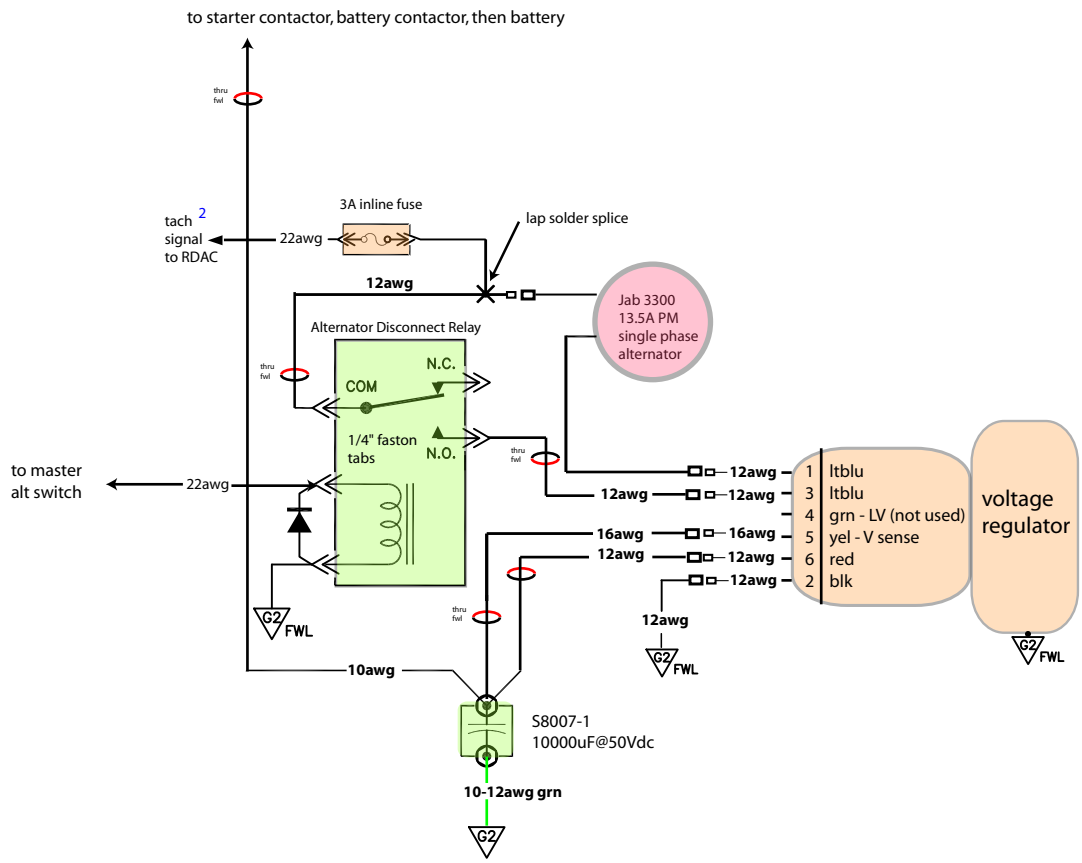 to starter contactor, battery contactor, then battery
thru
fwl
3A inline fuse
tach 2
signal
to RDAC
22awg
lap solder splice
12awg
Jab 3300
13.5A PM
single phase
alternator
Alternator Disconnect Relay
thru
fwl
N.C.
COM
1/4" faston
tabs
N.O.
thru
fwl
to master
alt switch
22awg
12awg
12awg
12awg
16awg
16awg
12awg
12awg
12awg
1 ltblu
3 ltblu
4 grn - LV (not used)
5 yel - V sense
6 red
2 blk
voltage
regulator
thru
fwl
G2
FWL
12awg
G2
FWL
G2
FWL
10awg
S8007-1
10000uF@50Vdc
10-12awg grn
G2